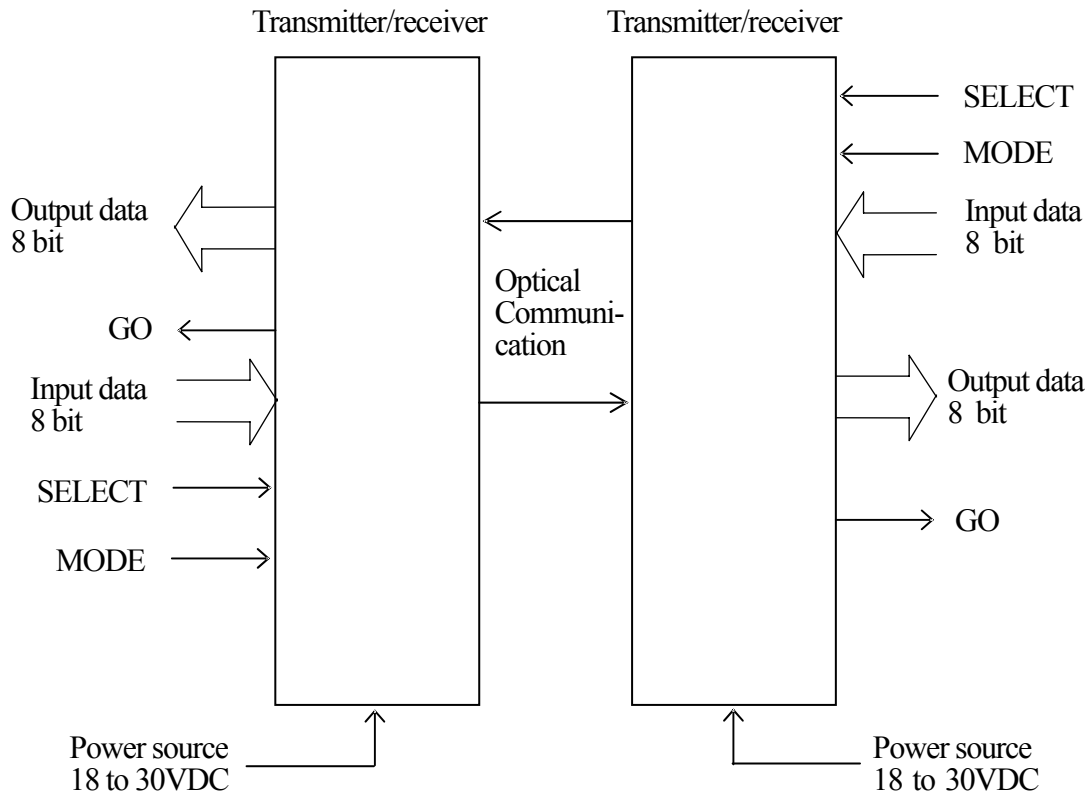 Transmitter/receiver
Transmitter/receiver
SELECT
MODE
Output data
8 bit
Input data
8 bit
Optical
Communi-
cation
GO
Input data
8 bit
Output data
8 bit
SELECT
GO
MODE
Power source
18 to 30VDC
Power source
18 to 30VDC